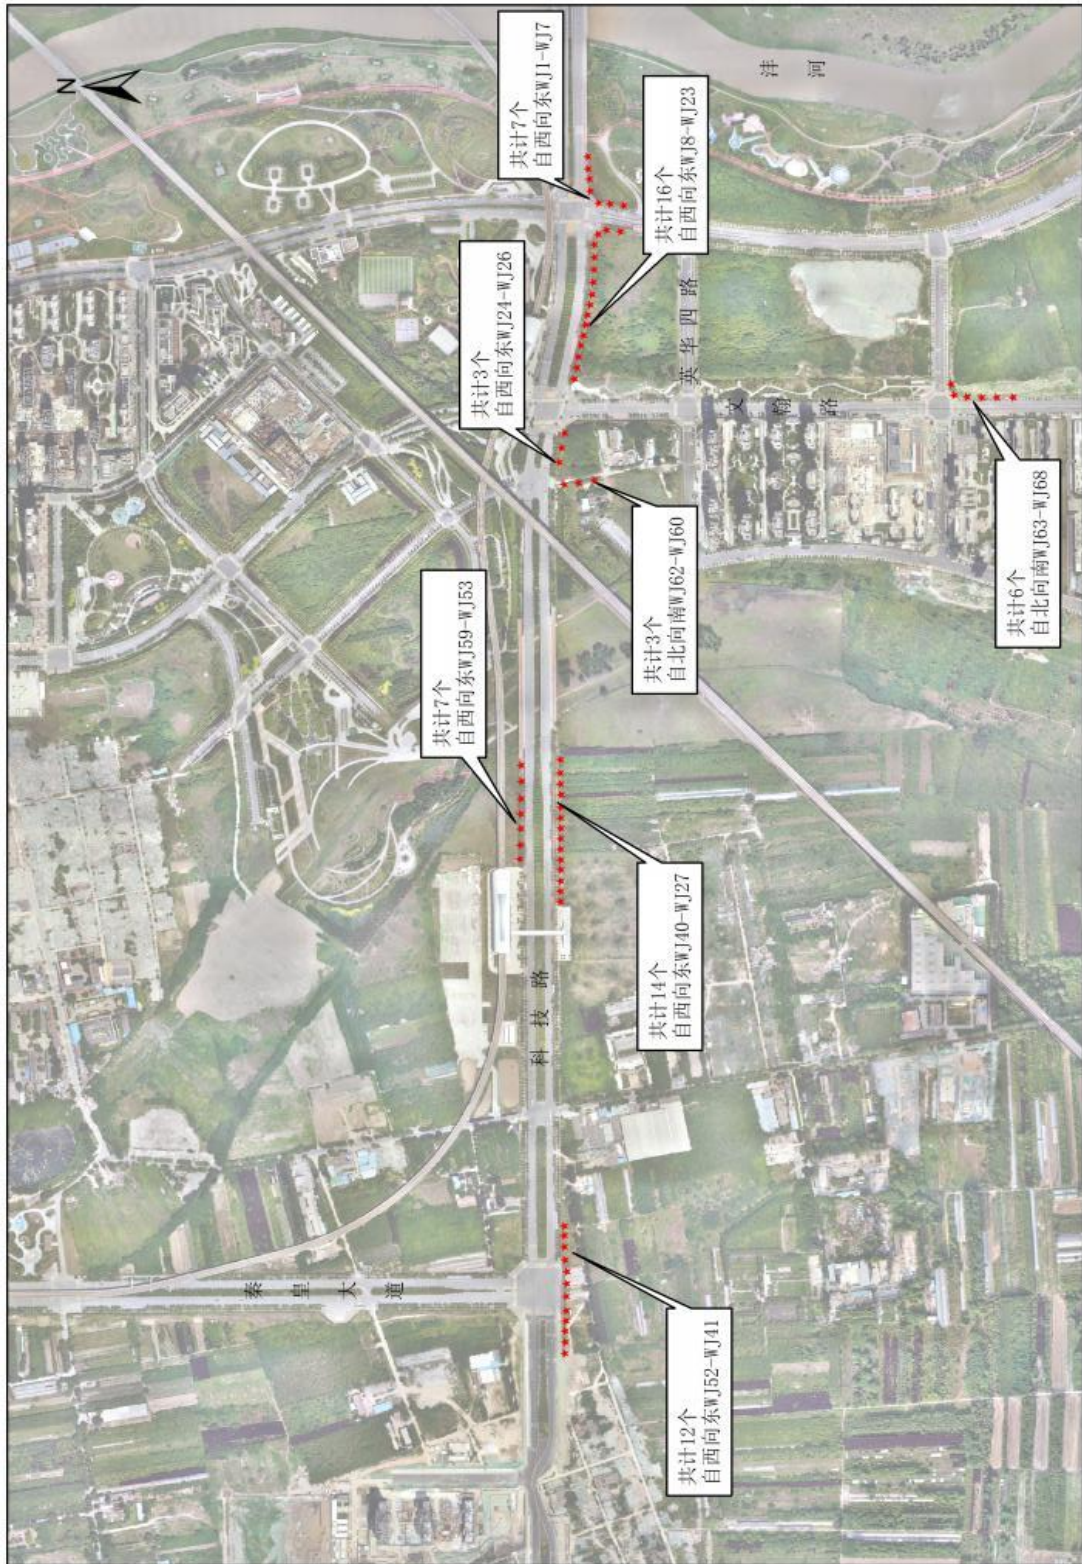 N
沣河
共计7个
自西向东WJ1-WJ7
共计16个
自西向东WJ8-WJ23
共计3个
自西向东WJ24-WJ26
英华四路
文翰路
共计6个
自北向南WJ63-WJ68
共计3个
自北向南WJ62-WJ60
共计7个
自西向东WJ59-WJ53
共计14个
自西向东WJ40-WJ27
科技路
秦皇大道
共计12个
自西向东WJ52-WJ41